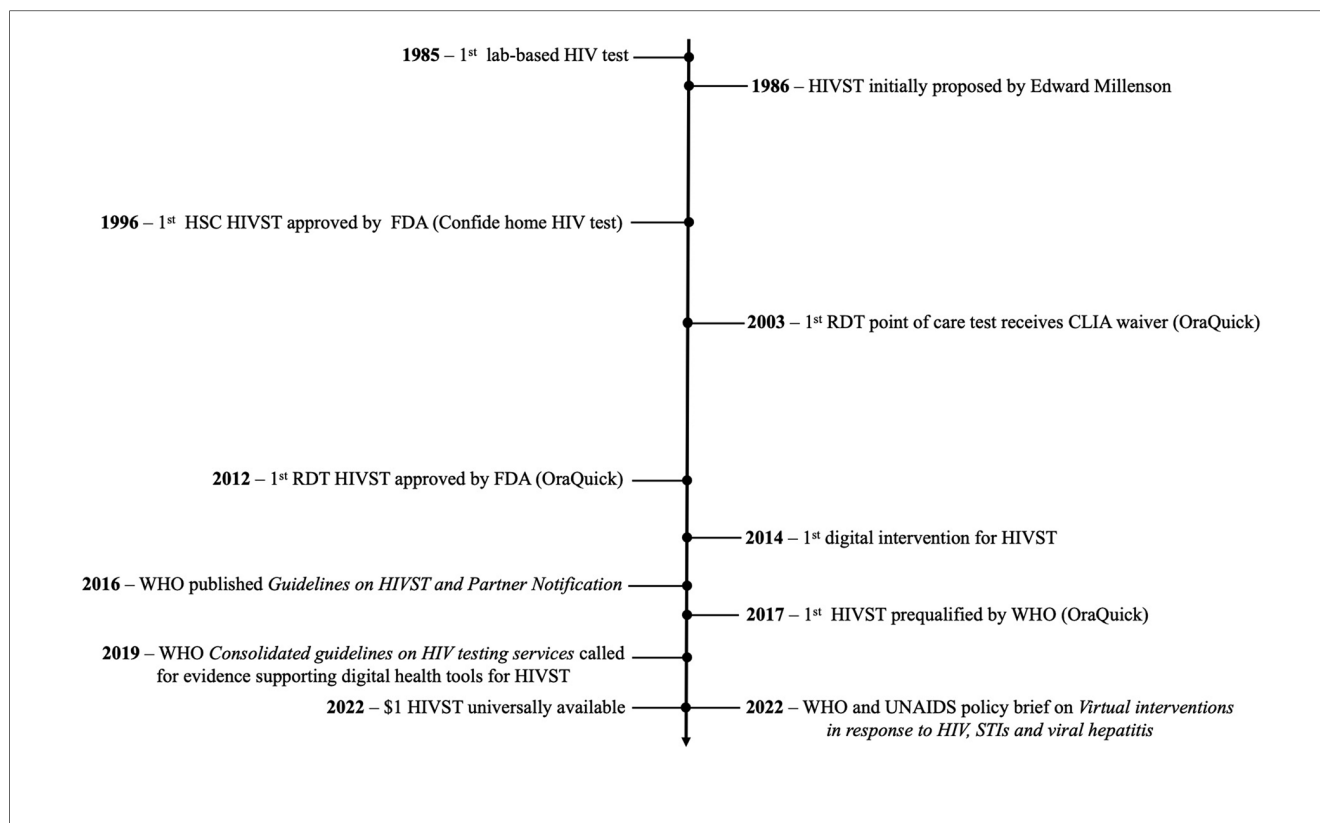 1985 – 1st lab-based HIV test
1986 – HIVST initially proposed by Edward Millenson
1996 – 1st HSC HIVST approved by FDA (Confide home HIV test)
2003 – 1st RDT point of care test receives CLIA waiver (OraQuick)
2012 – 1st RDT HIVST approved by FDA (OraQuick)
2014 – 1st digital intervention for HIVST
2016 – WHO published Guidelines on HIVST and Partner Notification
2017 – 1st HIVST prequalified by WHO (OraQuick)
2019 – WHO Consolidated guidelines on HIV testing services called
for evidence supporting digital health tools for HIVST
2022 – $1 HIVST universally available
2022 – WHO and UNAIDS policy brief on Virtual interventions
in response to HIV, STIs and viral hepatitis